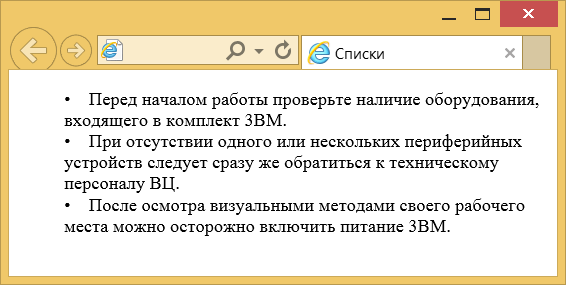 Списки
• Перед началом работы проверьте наличие оборудования,
входящего в комплект ЗВМ.
• При отсутствии одного или нескольких периферийных
устройств следует сразу же обратиться к техническому
персоналу ВЦ.
• После осмотра визуальными методами своего рабочего
места можно осторожно включить питание ЗВМ.